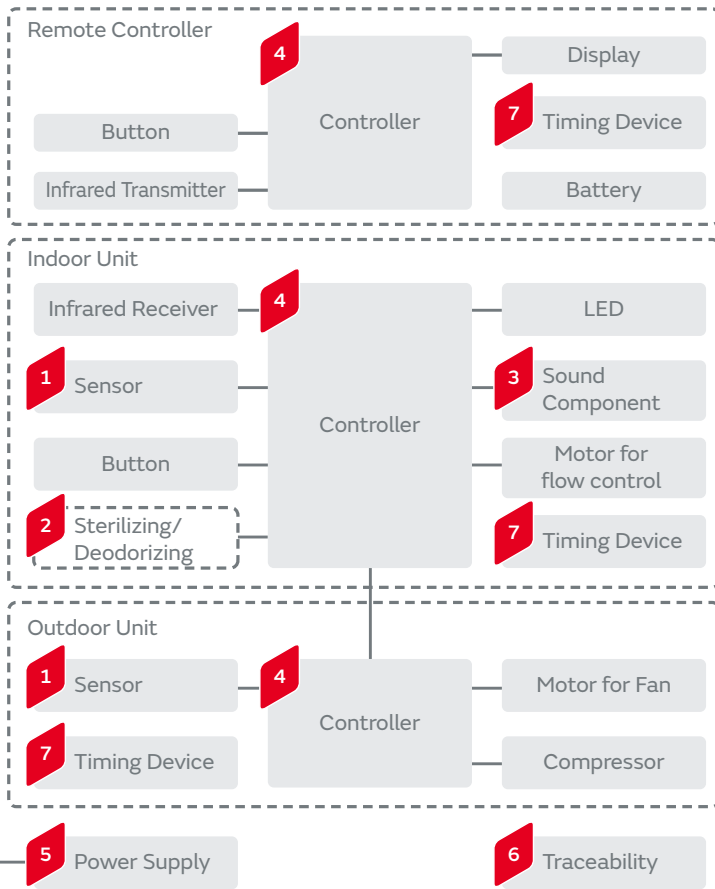 Remote Controller
4
Controller
Display
Button
7
Timing Device
Infrared Transmitter
Battery
Indoor Unit
Infrared Receiver
4
Controller
LED
1
Sensor
3
Sound
Component
Button
Motor for
flow control
2
Sterilizing/
Deodorizing
7
Timing Device
Outdoor Unit
1
Sensor
4
Controller
Motor for Fan
7
Timing Device
Compressor
5
Power Supply
6
Traceability